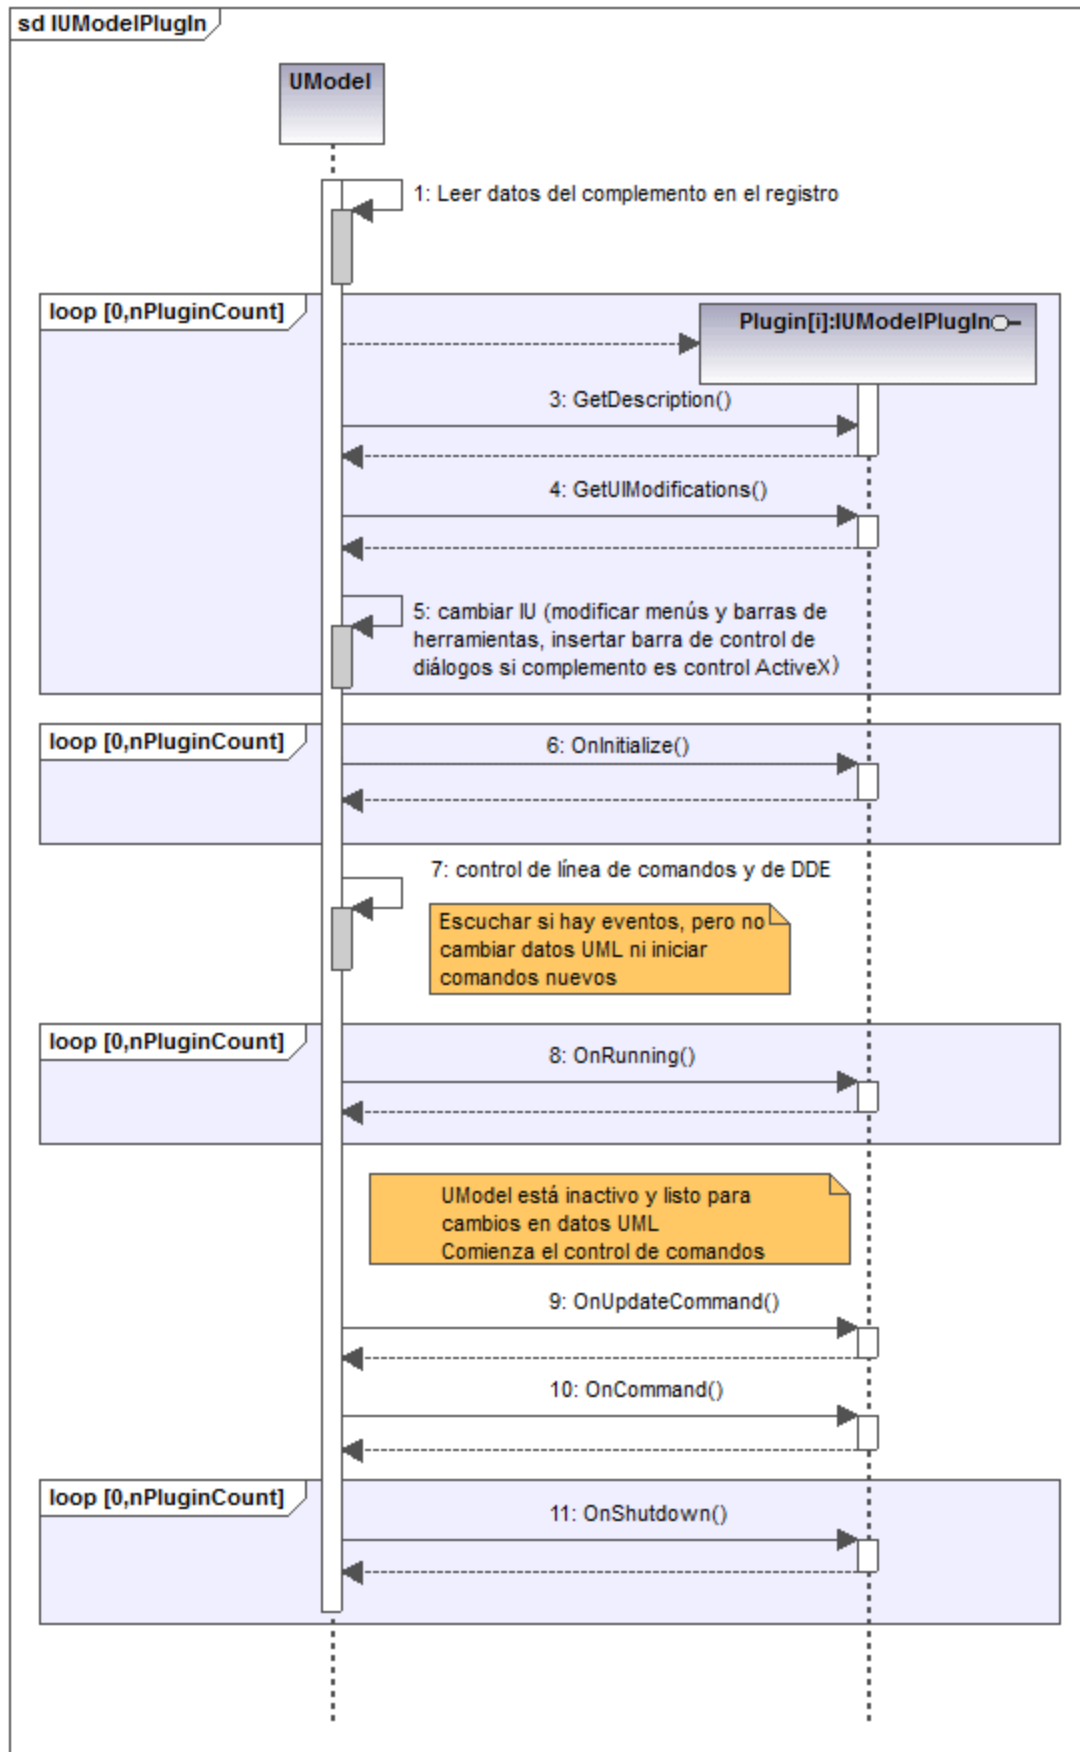 sd IUModelPlugIn
UModel
1: Leer datos del complemento en el registro
loop [0,nPluginCount]
Plugin[i]:IUModelPlugIn
3: GetDescription()
4: GetUIModifications()
5: cambiar IU (modificar menús y barras de
herramientas, insertar barra de control de
diálogos si complemento es control ActiveX)
loop [0,nPluginCount]
6: OnInitialize()
7: control de línea de comandos y de DDE
Escuchar si hay eventos, pero no
cambiar datos UML ni iniciar
comandos nuevos
loop [0,nPluginCount]
8: OnRunning()
UModel está inactivo y listo para
cambios en datos UML
Comienza el control de comandos
9: OnUpdateCommand()
10: OnCommand()
loop [0,nPluginCount]
11: OnShutdown()